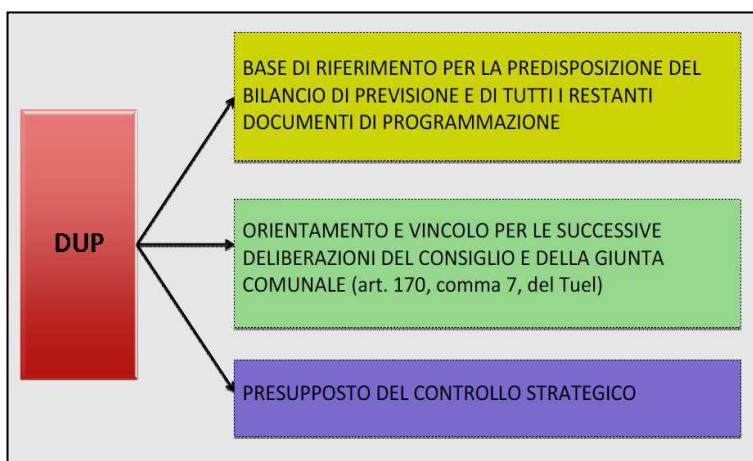 DUP
BASE DI RIFERIMENTO PER LA PREDISPOSIZIONE DEL
BILANCIO DI PREVISIONE E DI TUTTI I RESTANTI
DOCUMENTI DI PROGRAMMAZIONE
ORIENTAMENTO E VINCOLO PER LE SUCCESSIVE
DELIBERAZIONI DEL CONSIGLIO E DELLA GIUNTA
COMUNALE (art. 170, comma 7, del Tuel)
PRESUPPOSTO DEL CONTROLLO STRATEGICO